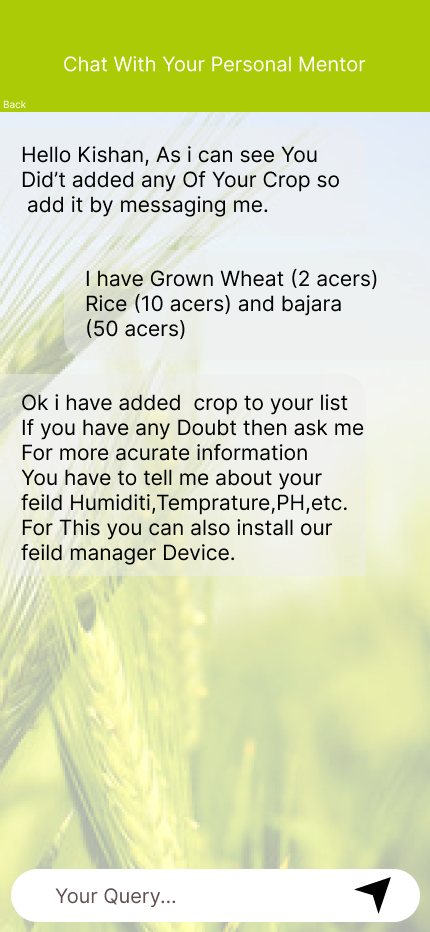 Chat With Your Personal Mentor
Back
Hello Kishan, As i can see You
Did’t added any Of Your Crop so
add it by messaging me.
I have Grown Wheat (2 acers)
Rice (10 acers) and bajara
(50 acers)
Ok i have added  crop to your list
If you have any Doubt then ask me
For more acurate information
You have to tell me about your
feild Humiditi,Temprature,PH,etc.
For This you can also install our
feild manager Device.
Your Query...